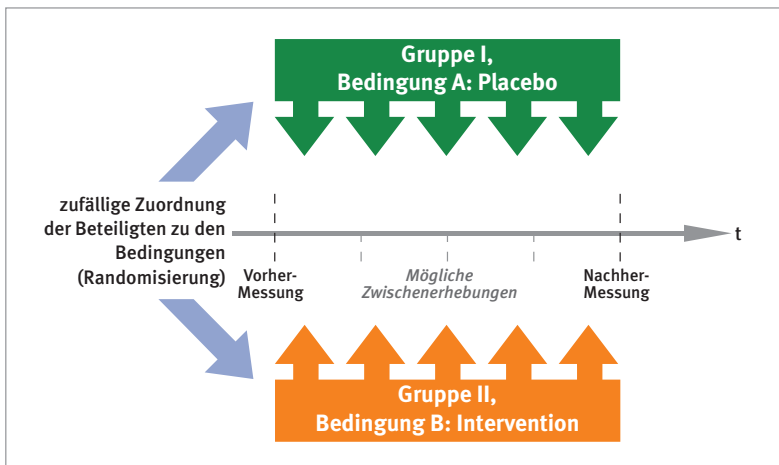 Gruppe I,
Bedingung A: Placebo
zufällige Zuordnung
der Beteiligten zu den
Bedingungen
(Randomisierung)
t
Vorher-
Messung
Mögliche
Zwischenerhebungen
Nachher-
Messung
Gruppe II,
Bedingung B: Intervention